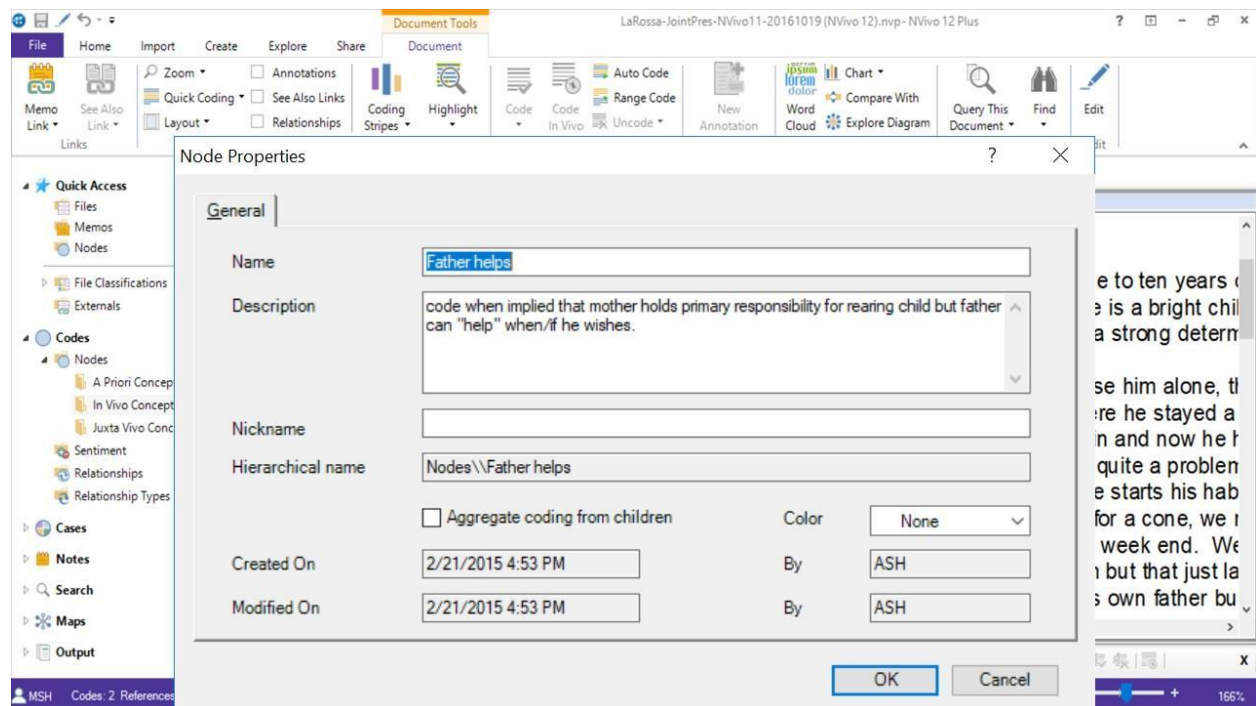 Document Tools
LaRossa-JointPres-NVivo11-20161019 (NVivo 12).nvp - NVivo 12 Plus
File Home Import Create Explore Share Document
Memo Link
See Also Link
Links
Zoom
Quick Coding
Layout
Annotations
See Also Links
Relationships
Coding Stripes
Highlight
Code
Code In Vivo
Auto Code
Range Code
Uncode
New Annotation
Word Cloud
Chart
Compare With
Explore Diagram
Query This Document
Find
Edit
Node Properties
General
Name
Father helps
Description
code when implied that mother holds primary responsibility for rearing child but father
can "help" when/if he wishes.
Nickname
Hierarchical name
Nodes\\Father helps
Aggregate coding from children
Color
None
Created On
2/21/2015 4:53 PM
By
ASH
Modified On
2/21/2015 4:53 PM
By
ASH
OK
Cancel
Quick Access
Files
Memos
Nodes
File Classifications
Externals
Codes
Nodes
A Priori Concep
In Vivo Concept
Juxta Vivo Conc
Sentiment
Relationships
Relationship Types
Cases
Notes
Search
Maps
Output
e to ten years
is a bright chil
a strong determ
se him alone, th
ere he stayed a
in and now he h
quite a problem
e starts his hab
for a cone, we
week end. We
but that just la
s own father bu
MSH Codes: 2 References
166%